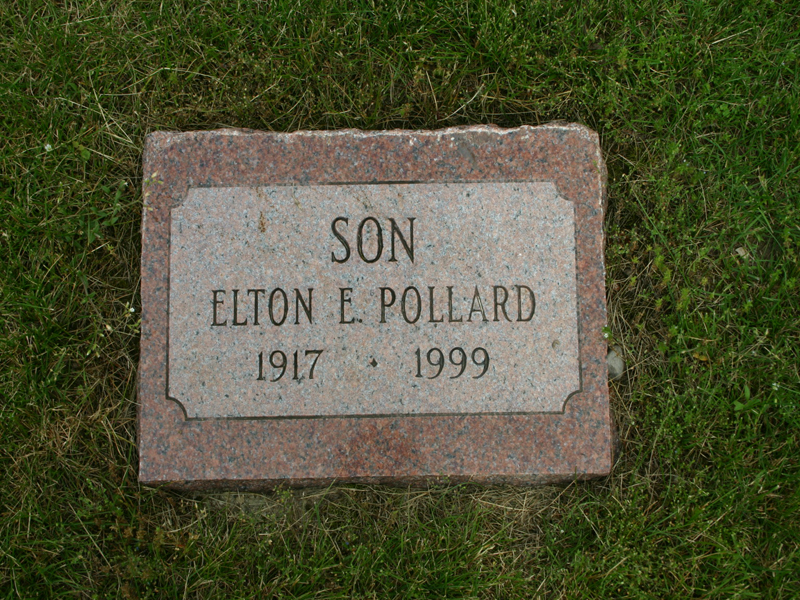 SON
ELTON E. POLLARD
1917 · 1999